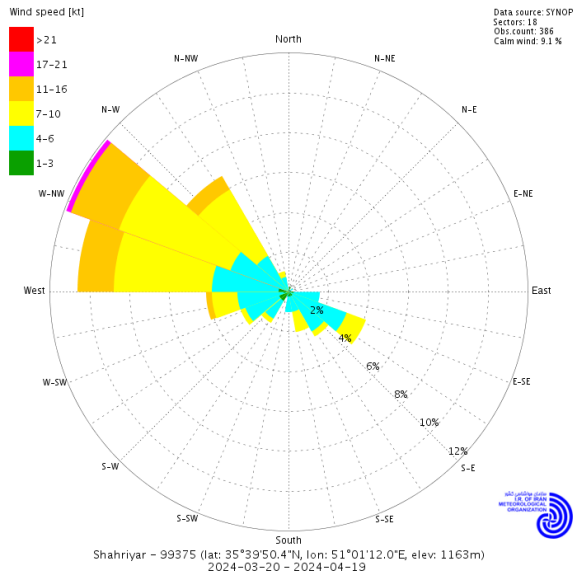 Wind speed [kt]
>21
17-21
11-16
7-10
4-6
1-3
Data source: SYNOP
Sectors: 18
Obs.count: 386
Calm wind: 9.1 %
North
N-NW
N-NE
N-W
N-E
W-NW
E-NE
West
East
2%
4%
6%
8%
10%
12%
W-SW
E-SE
S-W
S-E
S-SW
S-SE
South
I.R. OF IRAN
METEOROLOGICAL
ORGANIZATION
Shahriyar - 99375 (lat: 35°39'50.4"N, lon: 51°01'12.0"E, elev: 1163m)
2024-03-20 - 2024-04-19